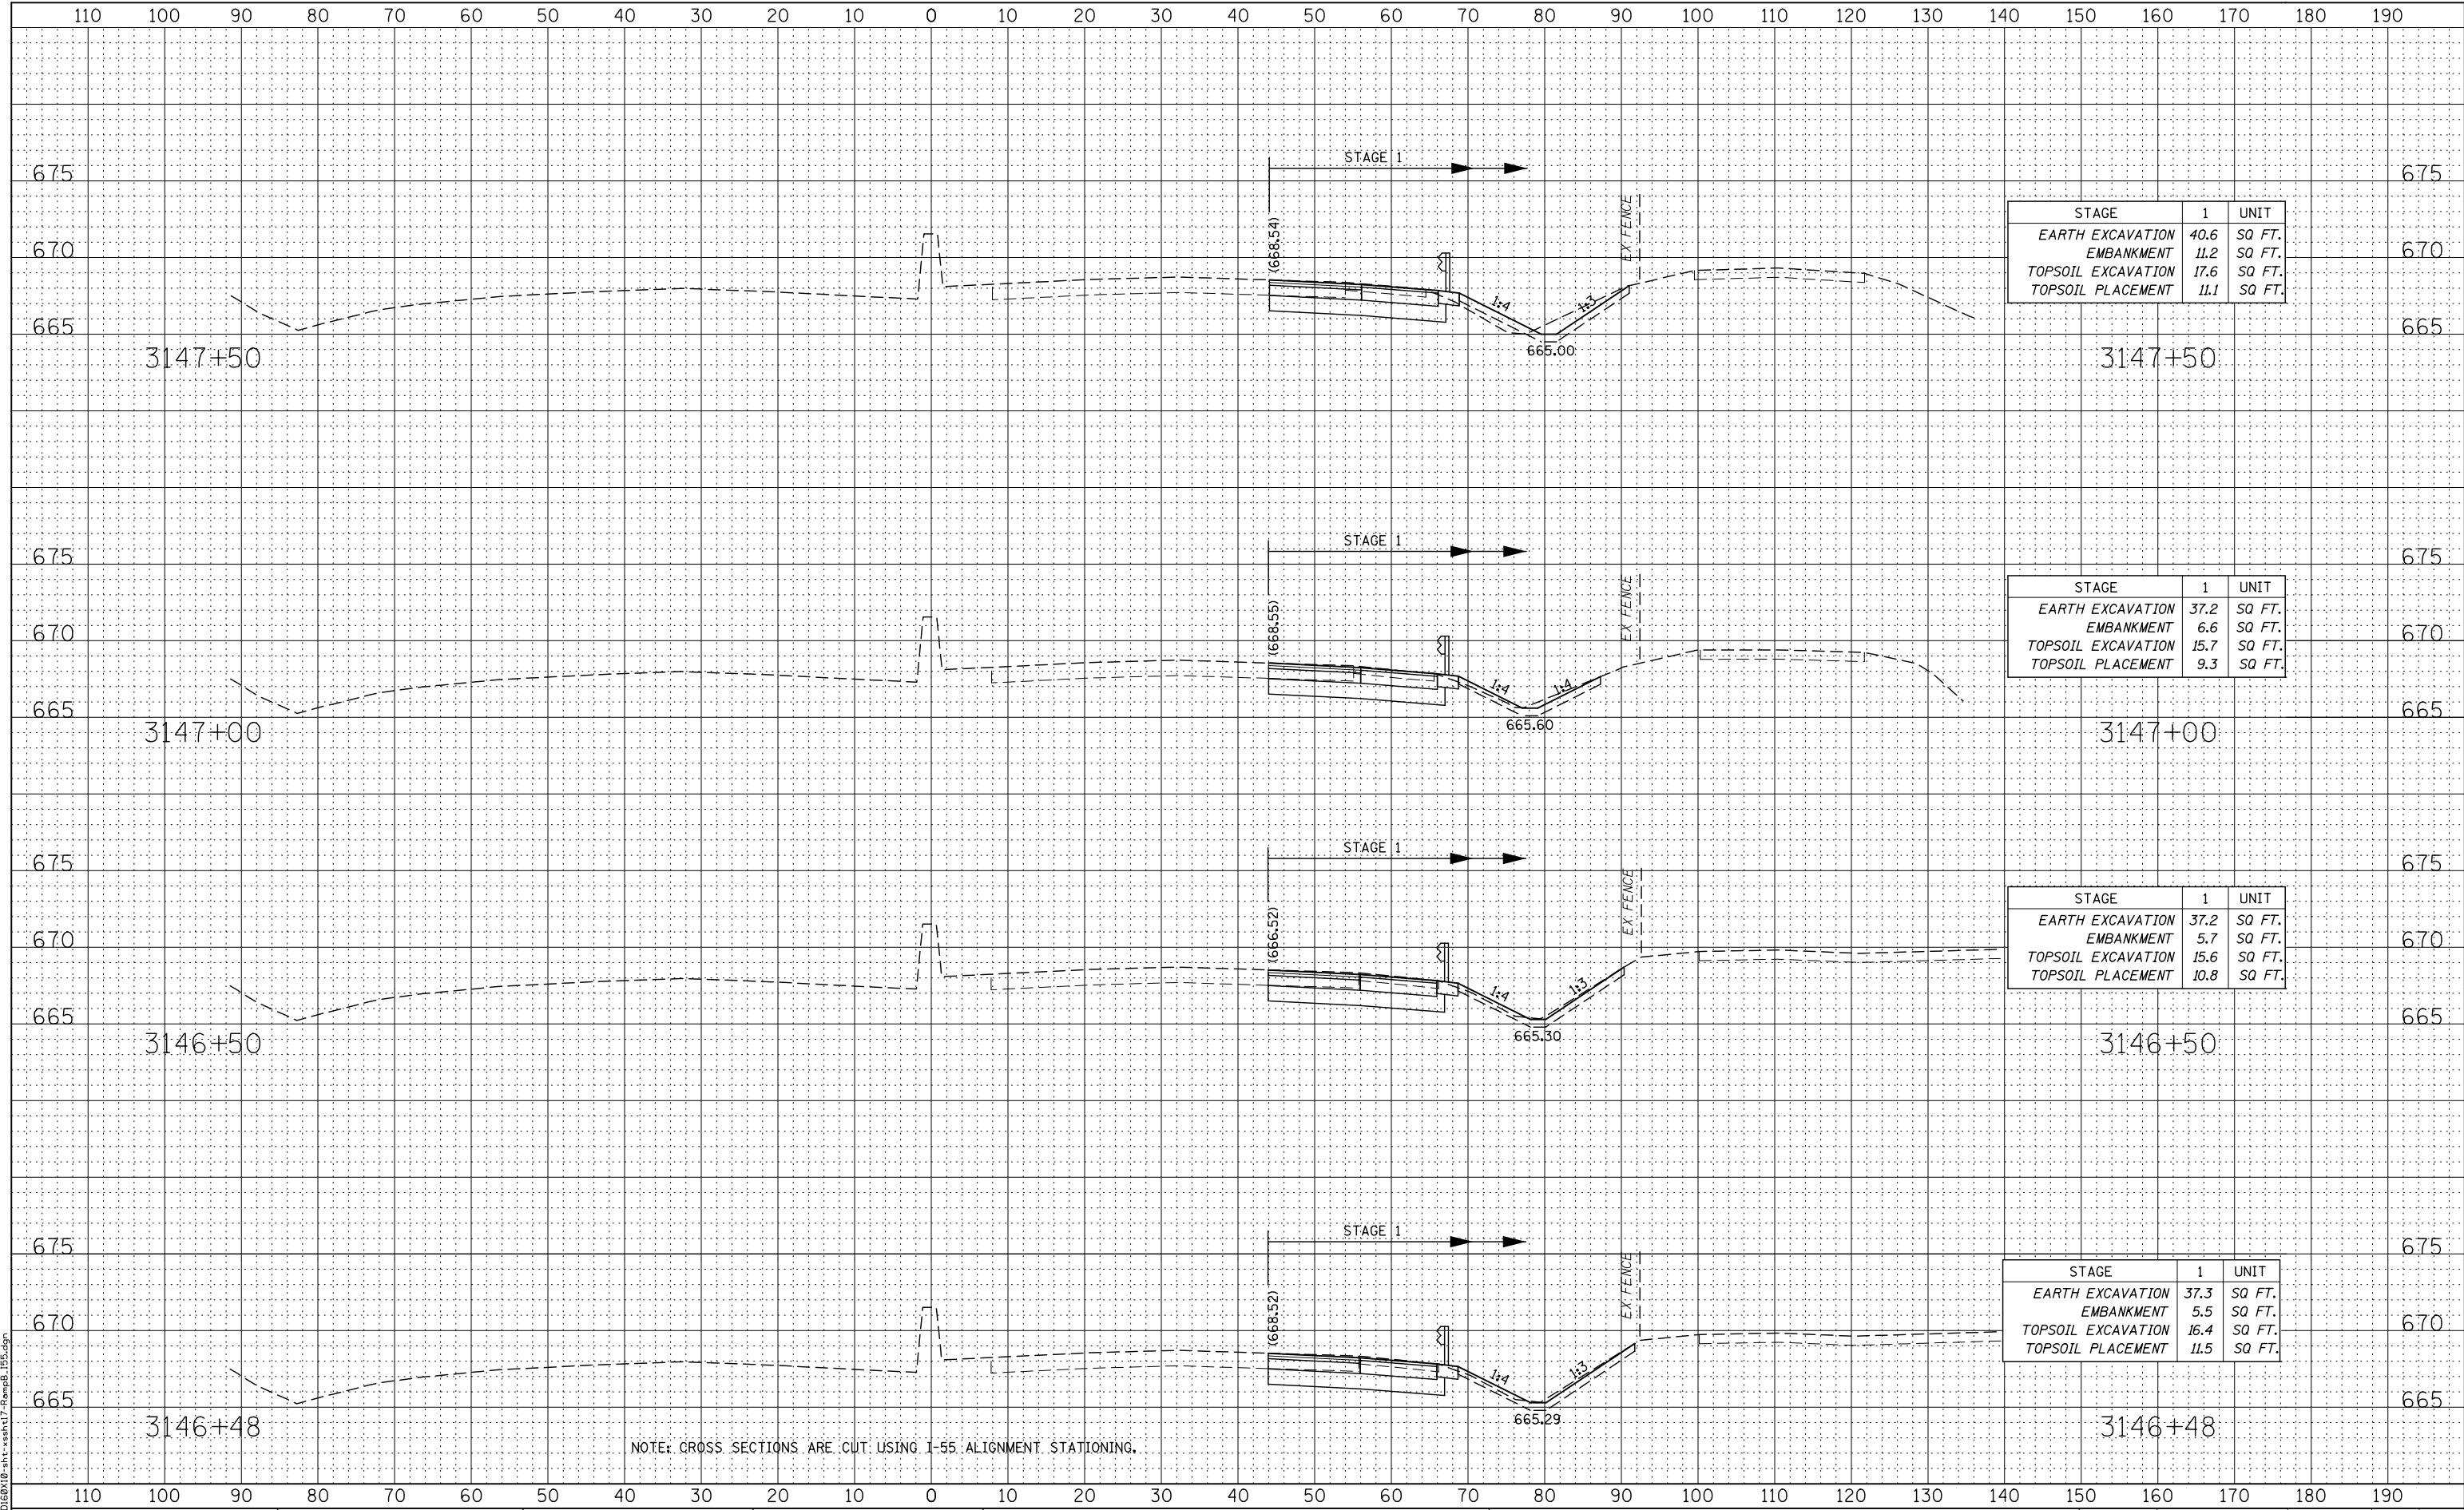 110 100 90 80 70 60 50 40 30 20 10 0 10 20 30 40 50 60 70 80 90 100 110 120 130 140 150 160 170 180 190
STAGE 1
675 675
(668.54)
EX FENCE
STAGE 1 UNIT
EARTH EXCAVATION 40.6 SQ FT.
EMBANKMENT 11.2 SQ FT.
TOPSOIL EXCAVATION 17.6 SQ FT.
TOPSOIL PLACEMENT 11.1 SQ FT.
670 670
1:4 1:3
665 665
665.00
3147+50 3147+50
STAGE 1
675 675
(668.55)
EX FENCE
STAGE 1 UNIT
EARTH EXCAVATION 37.2 SQ FT.
EMBANKMENT 6.6 SQ FT.
TOPSOIL EXCAVATION 15.7 SQ FT.
TOPSOIL PLACEMENT 9.3 SQ FT.
670 670
1:4 1:4
665 665
665.60
3147+00 3147+00
STAGE 1
675 675
(666.52)
EX FENCE
STAGE 1 UNIT
EARTH EXCAVATION 37.2 SQ FT.
EMBANKMENT 5.7 SQ FT.
TOPSOIL EXCAVATION 15.6 SQ FT.
TOPSOIL PLACEMENT 10.8 SQ FT.
670 670
1:4 1:3
665 665
665.30
3146+50 3146+50
STAGE 1
675 675
(668.52)
EX FENCE
STAGE 1 UNIT
EARTH EXCAVATION 37.3 SQ FT.
EMBANKMENT 5.5 SQ FT.
TOPSOIL EXCAVATION 16.4 SQ FT.
TOPSOIL PLACEMENT 11.5 SQ FT.
670 670
1:4 1:3
665 665
665.29
3146+48 3146+48
NOTE: CROSS SECTIONS ARE CUT USING I-55 ALIGNMENT STATIONING.
D160X10-sht-xssht17-RampB_I55.dgn
110 100 90 80 70 60 50 40 30 20 10 0 10 20 30 40 50 60 70 80 90 100 110 120 130 140 150 160 170 180 190